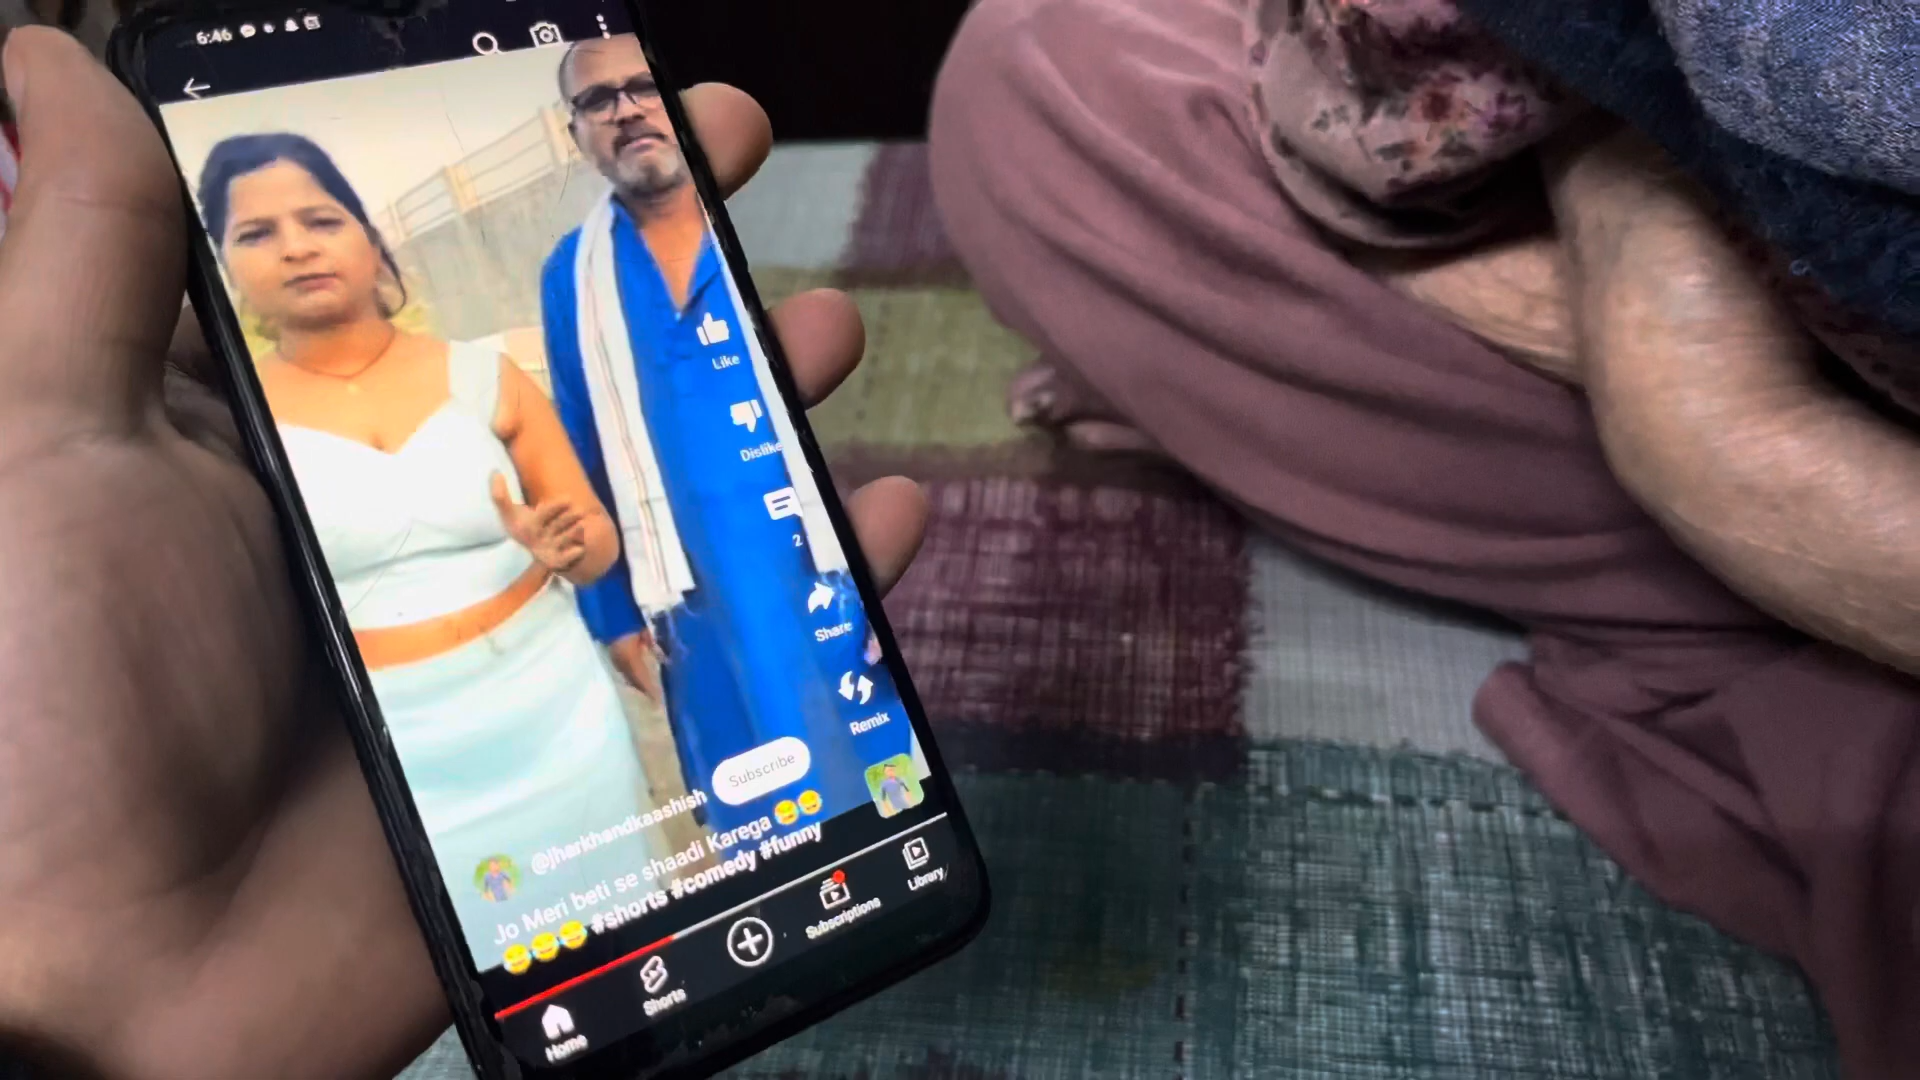 6:46
Like
Dislike
2
Share
Remix
Subscribe
@jharkhandkaashish
Jo Meri beti se shaadi Karega 😂😂
😂😂😂 #shorts #comedy #funny
Home
Shorts
Subscriptions
Library